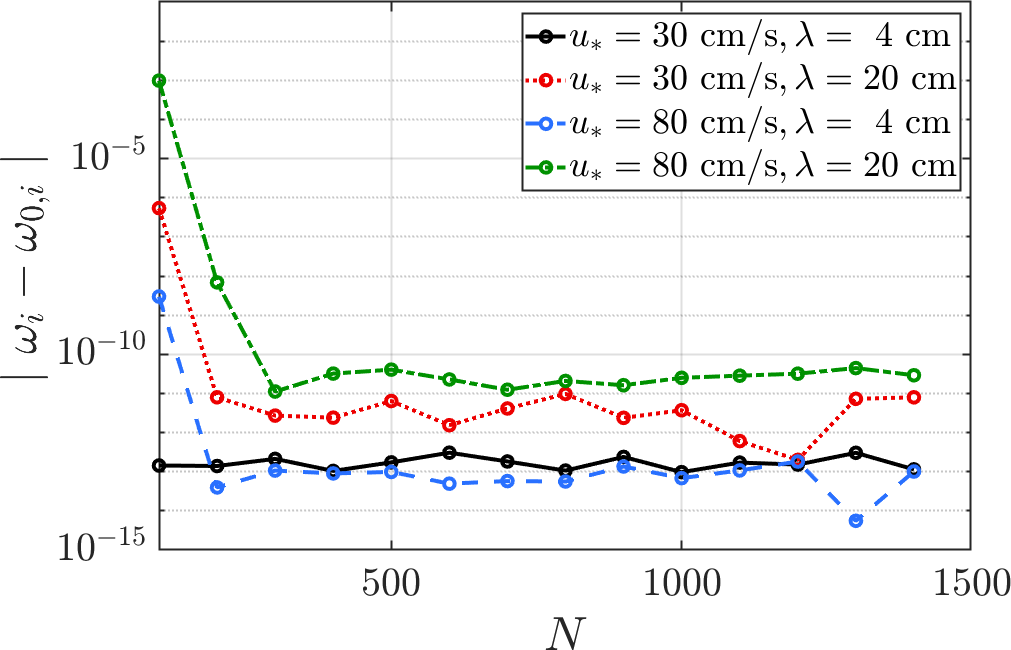 u_* = 30 cm/s, λ = 4 cm
u_* = 30 cm/s, λ = 20 cm
u_* = 80 cm/s, λ = 4 cm
u_* = 80 cm/s, λ = 20 cm
| ω_i − ω_{0,i} |
10^{-5}
10^{-10}
10^{-15}
500 1000 1500
N